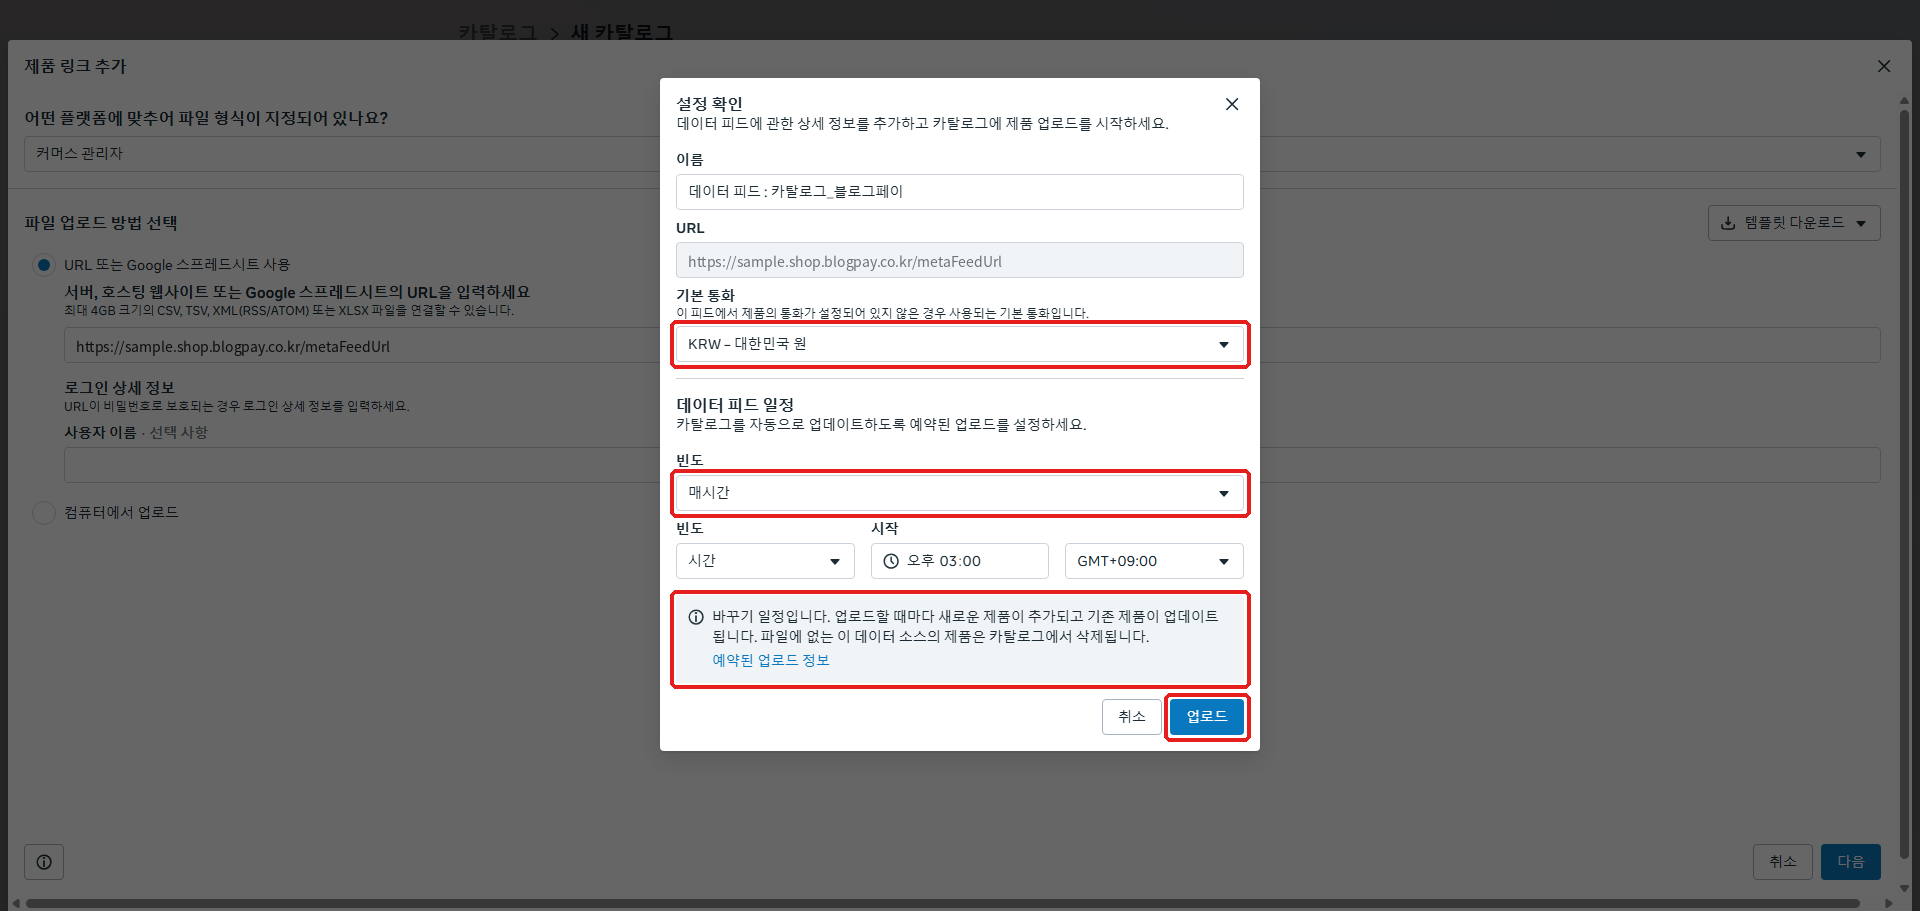 카탈로그 > 새 카탈로그
제품 링크 추가
어떤 플랫폼에 맞추어 파일 형식이 지정되어 있나요?
커머스 관리자
파일 업로드 방법 선택
템플릿 다운로드
URL 또는 Google 스프레드시트 사용
서버, 호스팅 웹사이트 또는 Google 스프레드시트의 URL을 입력하세요
최대 4GB 크기의 CSV, TSV, XML(RSS/ATOM) 또는 XLSX 파일을 연결할 수 있습니다.
https://sample.shop.blogpay.co.kr/metaFeedUrl
로그인 상세 정보
URL이 비밀번호로 보호되는 경우 로그인 상세 정보를 입력하세요.
사용자 이름 · 선택 사항
컴퓨터에서 업로드
취소
다음
설정 확인
데이터 피드에 관한 상세 정보를 추가하고 카탈로그에 제품 업로드를 시작하세요.
이름
데이터 피드 : 카탈로그_블로그페이
URL
https://sample.shop.blogpay.co.kr/metaFeedUrl
기본 통화
이 피드에서 제품의 통화가 설정되어 있지 않은 경우 사용되는 기본 통화입니다.
KRW – 대한민국 원
데이터 피드 일정
카탈로그를 자동으로 업데이트하도록 예약된 업로드를 설정하세요.
빈도
매시간
빈도 시작
시간 오후 03:00 GMT+09:00
바꾸기 일정입니다. 업로드할 때마다 새로운 제품이 추가되고 기존 제품이 업데이트
됩니다. 파일에 없는 이 데이터 소스의 제품은 카탈로그에서 삭제됩니다.
예약된 업로드 정보
취소
업로드